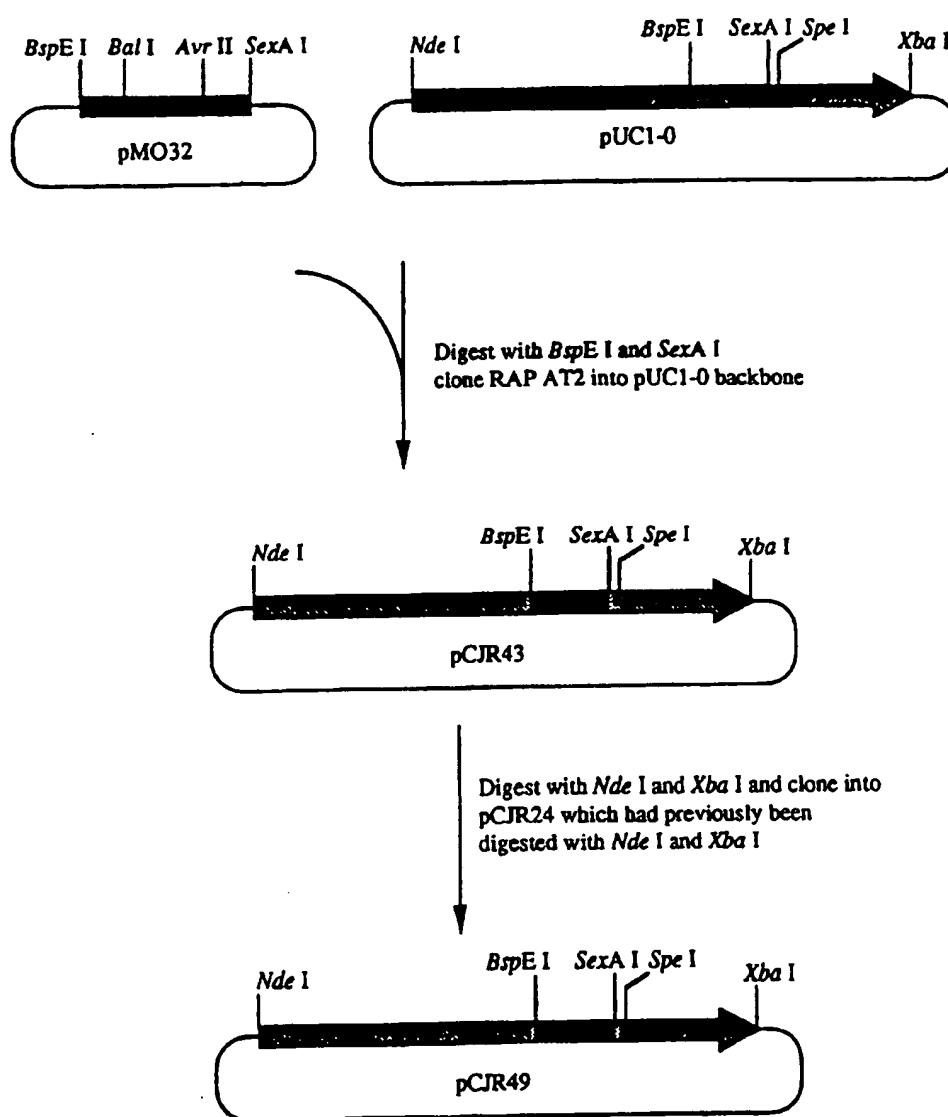 BspE I Bal I Avr II SexA I
Nde I BspE I SexA I Spe I Xba I
pMO32
pUC1-0
Digest with BspE I and SexA I
clone RAP AT2 into pUC1-0 backbone
Nde I BspE I SexA I Spe I Xba I
pCJR43
Digest with Nde I and Xba I and clone into
pCJR24 which had previously been
digested with Nde I and Xba I
Nde I BspE I SexA I Spe I Xba I
pCJR49